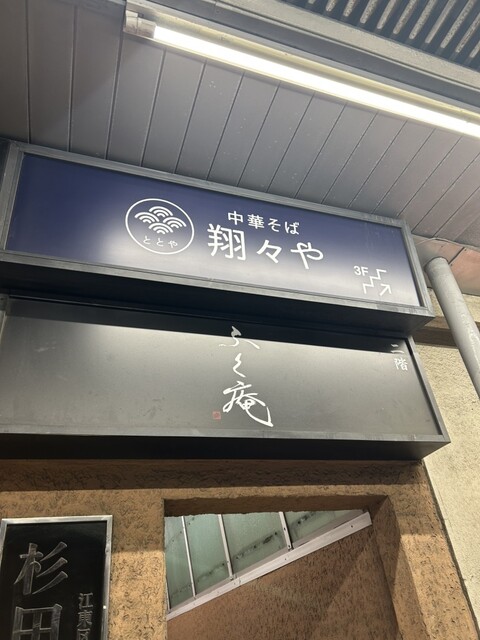 中華そば
翔々や
ととや
3F
ふく庵
二階
杉田
江東区